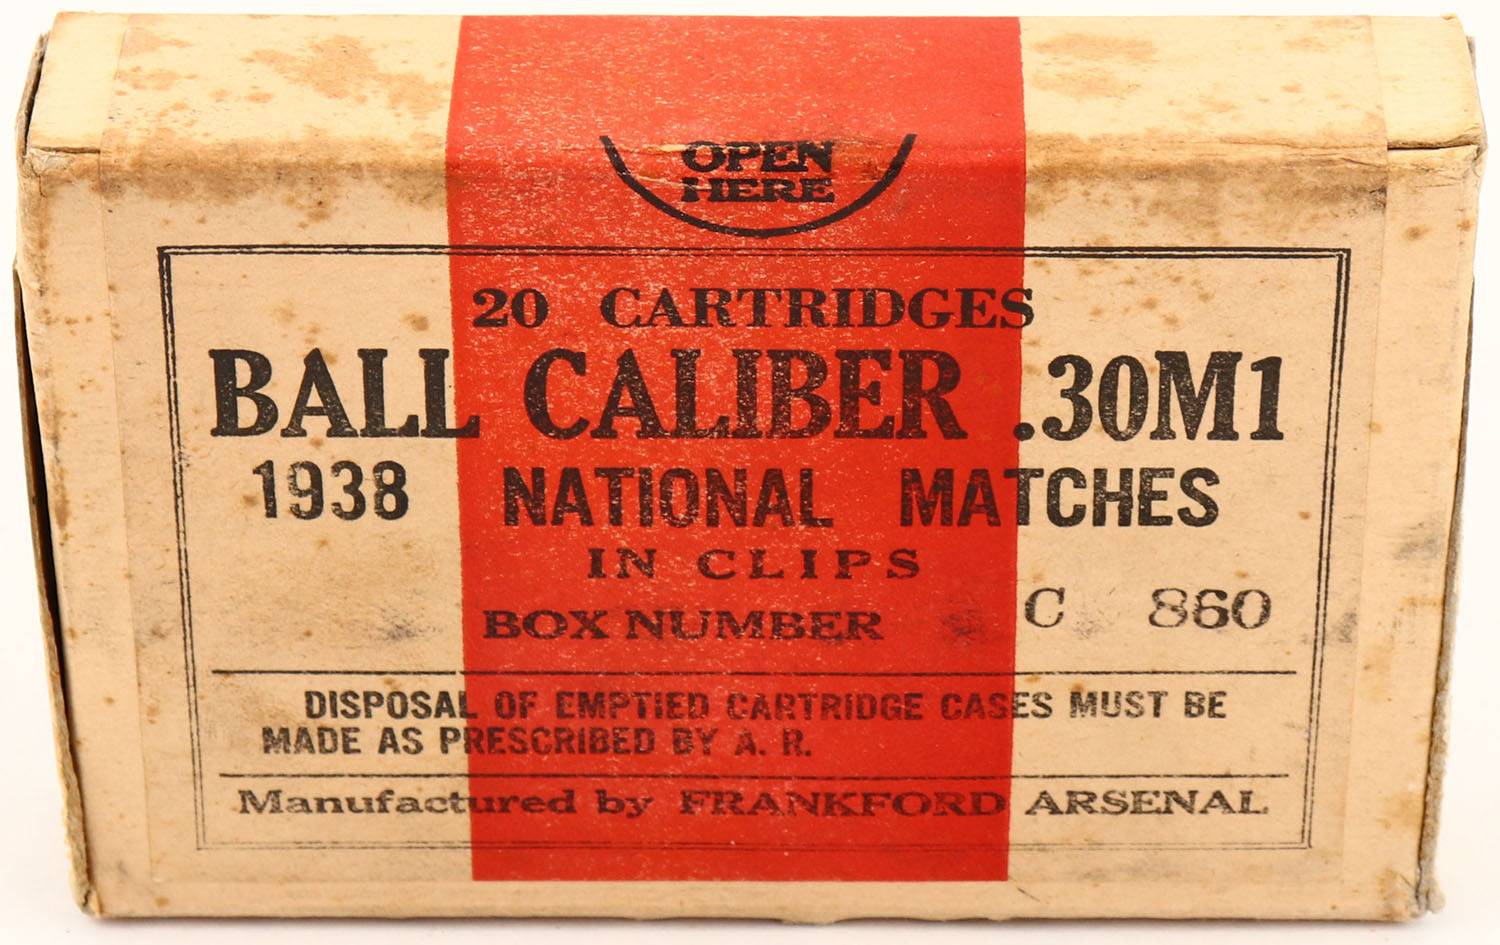 OPEN
HERE
20 CARTRIDGES
BALL CALIBER .30M1
1938 NATIONAL MATCHES
IN CLIPS
BOX NUMBER C 860
DISPOSAL OF EMPTIED CARTRIDGE CASES MUST BE
MADE AS PRESCRIBED BY A. R.
Manufactured by FRANKFORD ARSENAL